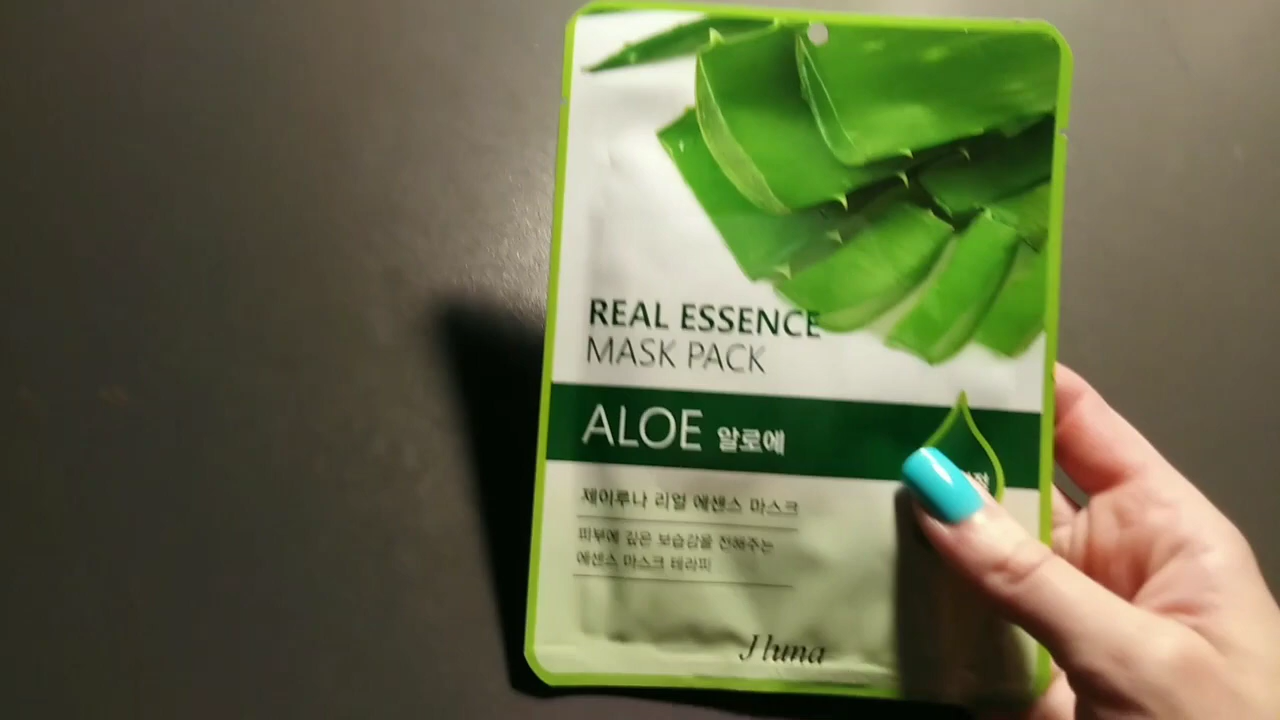 REAL ESSENCE
MASK PACK
ALOE 알로에
제이루나 리얼 에센스 마스크
피부에 깊은 보습감을 전해주는
에센스 마스크 테라피
Jluna